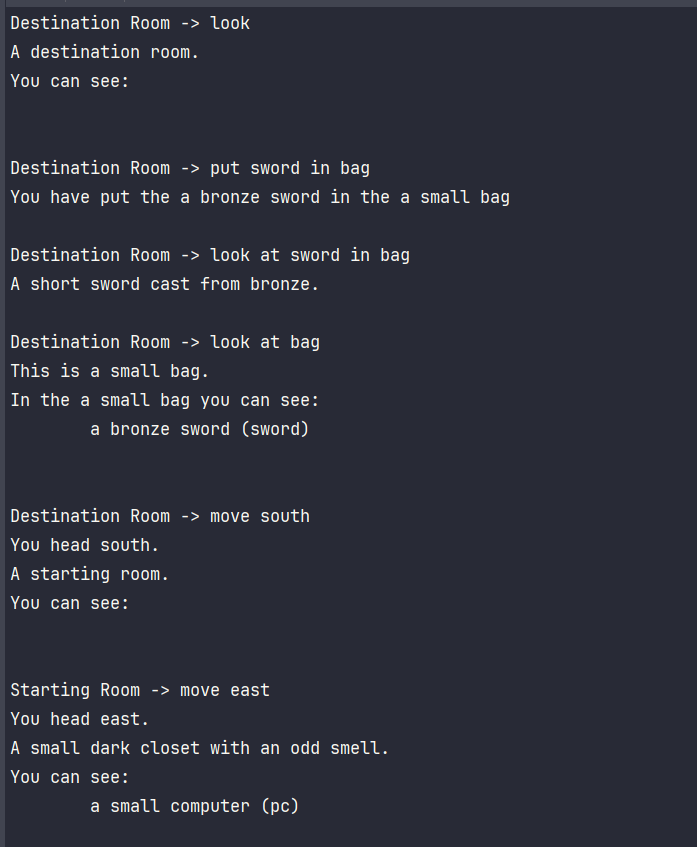 Destination Room -> look
A destination room.
You can see:
Destination Room -> put sword in bag
You have put the a bronze sword in the a small bag
Destination Room -> look at sword in bag
A short sword cast from bronze.
Destination Room -> look at bag
This is a small bag.
In the a small bag you can see:
a bronze sword (sword)
Destination Room -> move south
You head south.
A starting room.
You can see:
Starting Room -> move east
You head east.
A small dark closet with an odd smell.
You can see:
a small computer (pc)